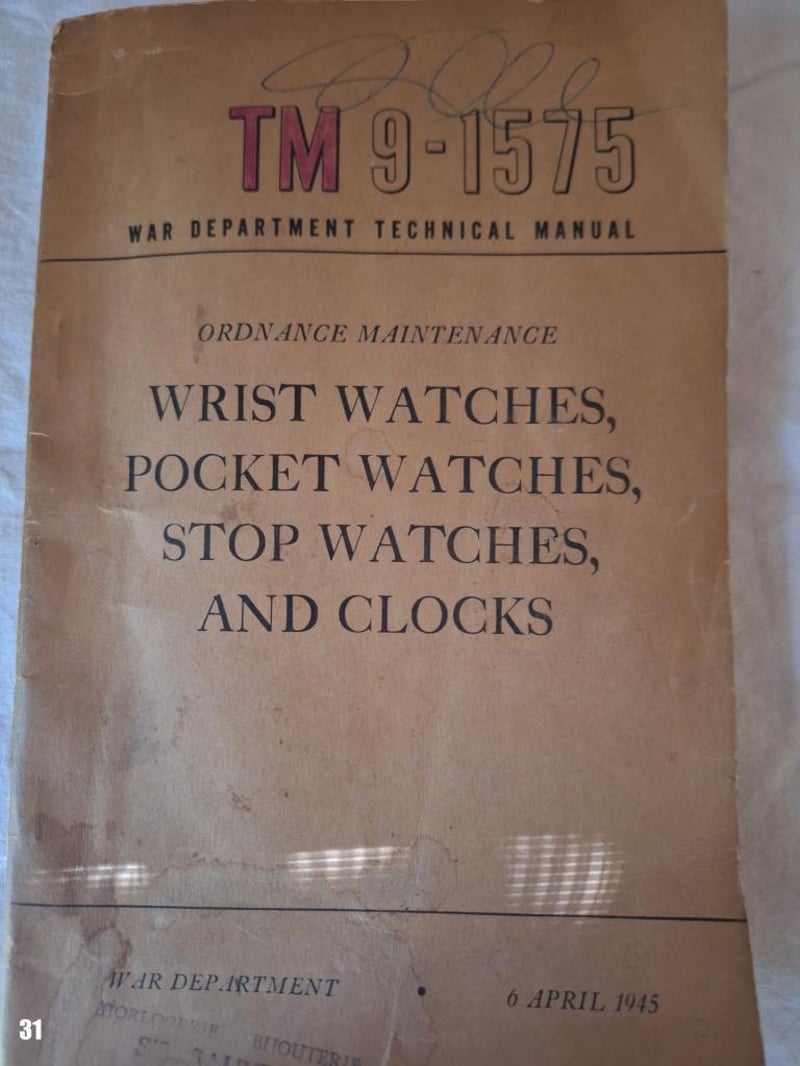 TM 9-1575
WAR DEPARTMENT TECHNICAL MANUAL
ORDNANCE MAINTENANCE
WRIST WATCHES,
POCKET WATCHES,
STOP WATCHES,
AND CLOCKS
WAR DEPARTMENT • 6 APRIL 1945
HORLOGERIE BIJOUTERIE
31